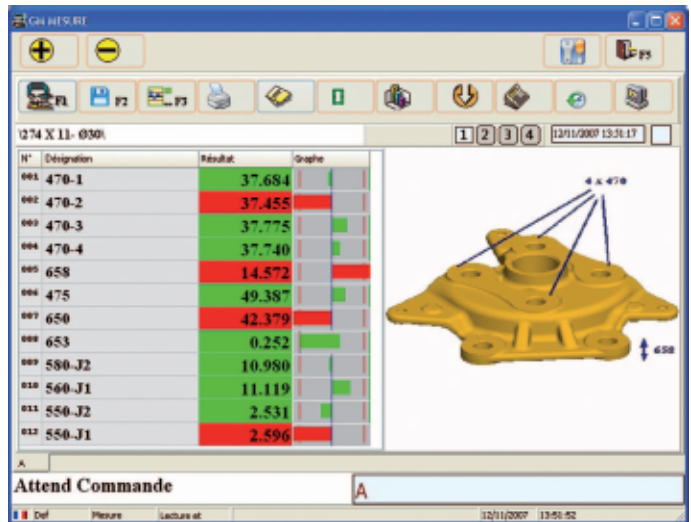 GM MESURE
F5
F1 F2 F3
\274 X 11- Ø30\
1 2 3 4 12/11/2007 13:51:17
N° Désignation Résultat Graphe
001 470-1 37.684
002 470-2 37.455
003 470-3 37.775
004 470-4 37.740
005 658 14.572
006 475 49.387
007 650 42.379
008 653 0.252
009 580-J2 10.980
010 560-J1 11.119
011 550-J2 2.531
012 550-J1 2.596
4 x 470
658
A
Attend Commande A
Def Mesure Lecture et 12/11/2007 13:51:52